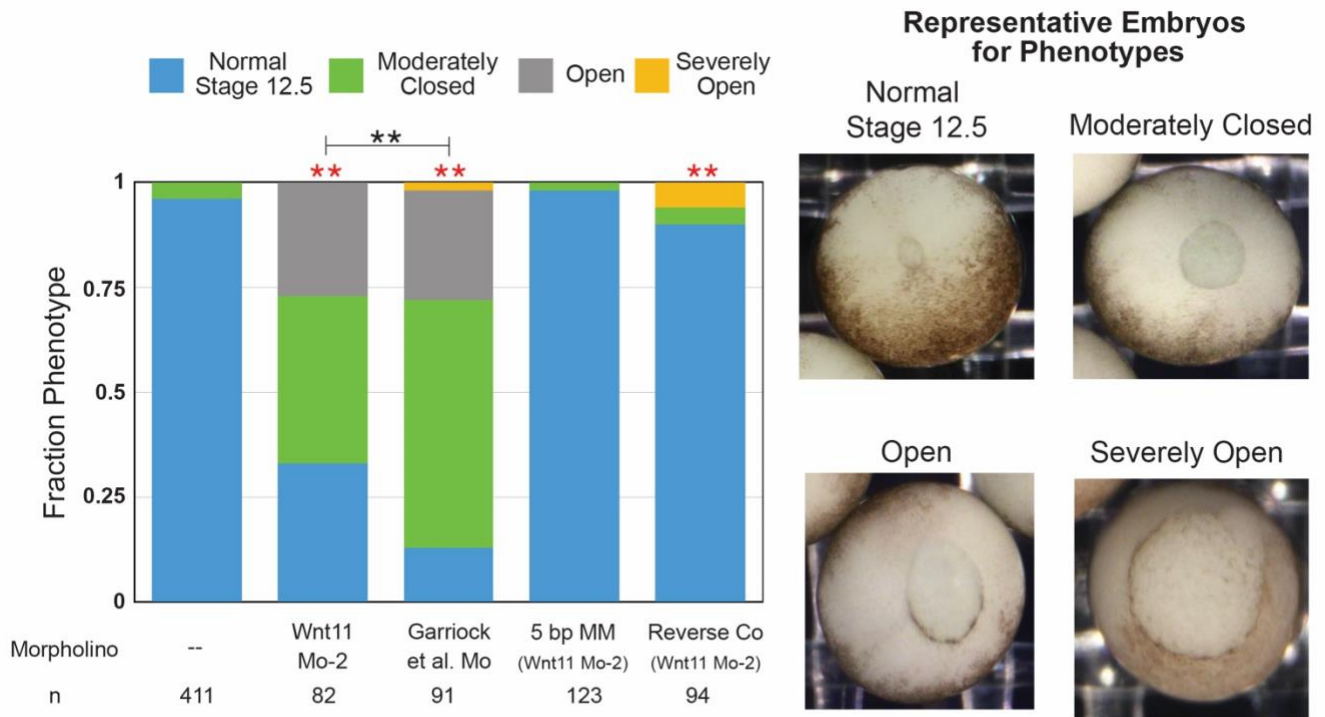 Representative Embryos
for Phenotypes
Normal
Stage 12.5
Moderately
Closed
Open
Severely
Open
**
** ** **
Fraction Phenotype
1
0.75
0.5
0.25
0
Morpholino
--
Wnt11
Mo-2
Garriock
et al. Mo
5 bp MM
(Wnt11 Mo-2)
Reverse Co
(Wnt11 Mo-2)
n 411 82 91 123 94
Normal
Stage 12.5
Moderately Closed
Open
Severely Open